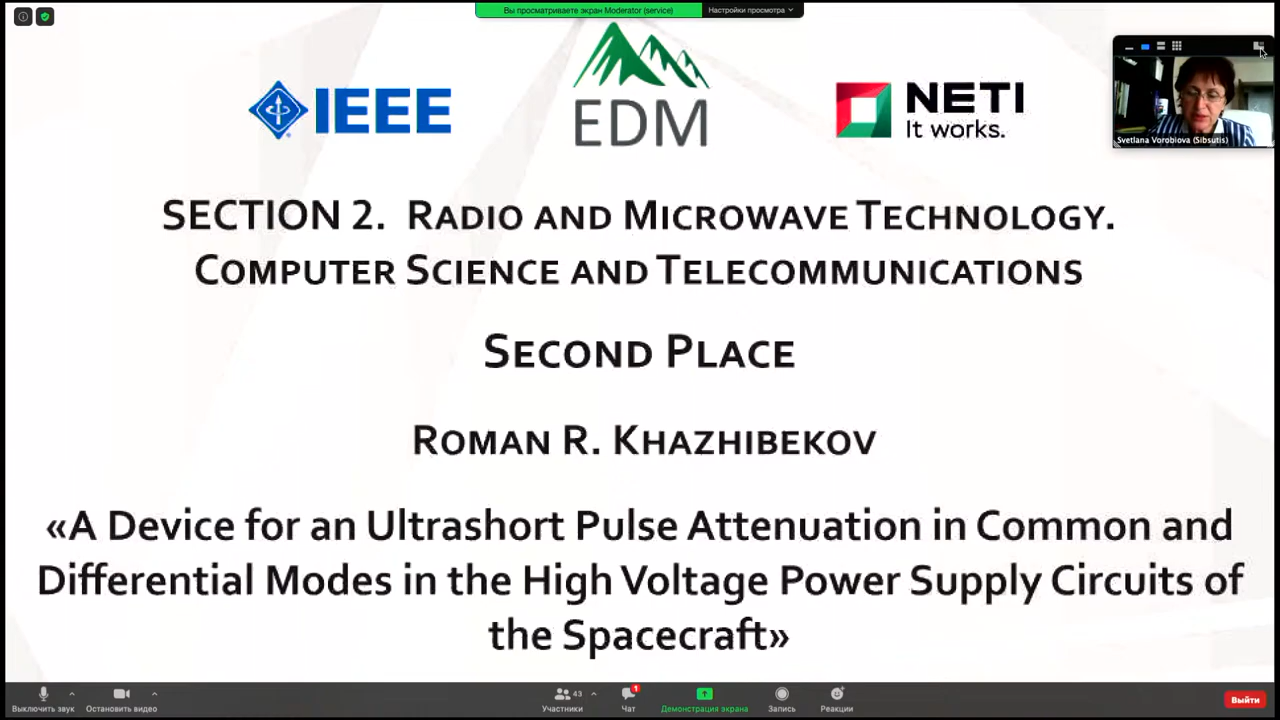 Вы просматриваете экран Moderator (service)
Настройки просмотра
IEEE
EDM
NETI
It works.
Svetlana Vorobiova (Sibsutis)
SECTION 2. RADIO AND MICROWAVE TECHNOLOGY.
COMPUTER SCIENCE AND TELECOMMUNICATIONS
SECOND PLACE
ROMAN R. KHAZHIBEKOV
«A Device for an Ultrashort Pulse Attenuation in Common and
Differential Modes in the High Voltage Power Supply Circuits of
the Spacecraft»
Выключить звук
Остановить видео
43
Участники
1
Чат
Демонстрация экрана
Запись
Реакции
Выйти